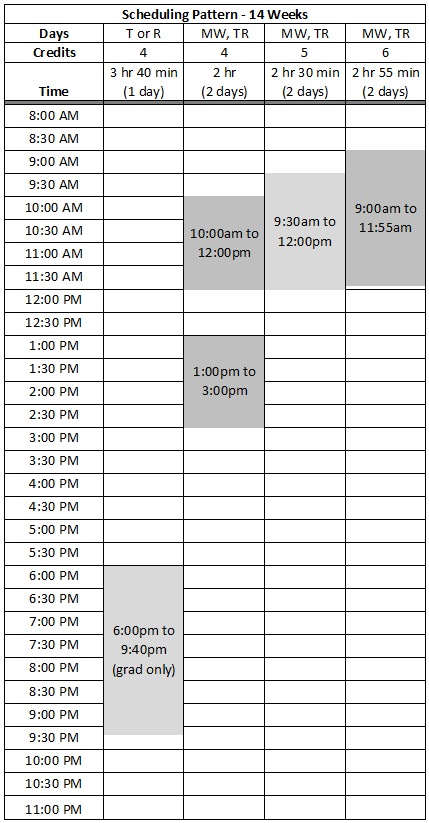 Scheduling Pattern - 14 Weeks
Days T or R MW, TR MW, TR MW, TR
Credits 4 4 5 6
3 hr 40 min 2 hr 2 hr 30 min 2 hr 55 min
Time (1 day) (2 days) (2 days) (2 days)
8:00 AM
8:30 AM
9:00 AM
9:30 AM
10:00 AM
10:30 AM
11:00 AM
11:30 AM
12:00 PM
12:30 PM
1:00 PM
1:30 PM
2:00 PM
2:30 PM
3:00 PM
3:30 PM
4:00 PM
4:30 PM
5:00 PM
5:30 PM
6:00 PM
6:30 PM
7:00 PM
7:30 PM
8:00 PM
8:30 PM
9:00 PM
9:30 PM
10:00 PM
10:30 PM
11:00 PM
6:00pm to
9:40pm
(grad only)
10:00am to
12:00pm
1:00pm to
3:00pm
9:30am to
12:00pm
9:00am to
11:55am